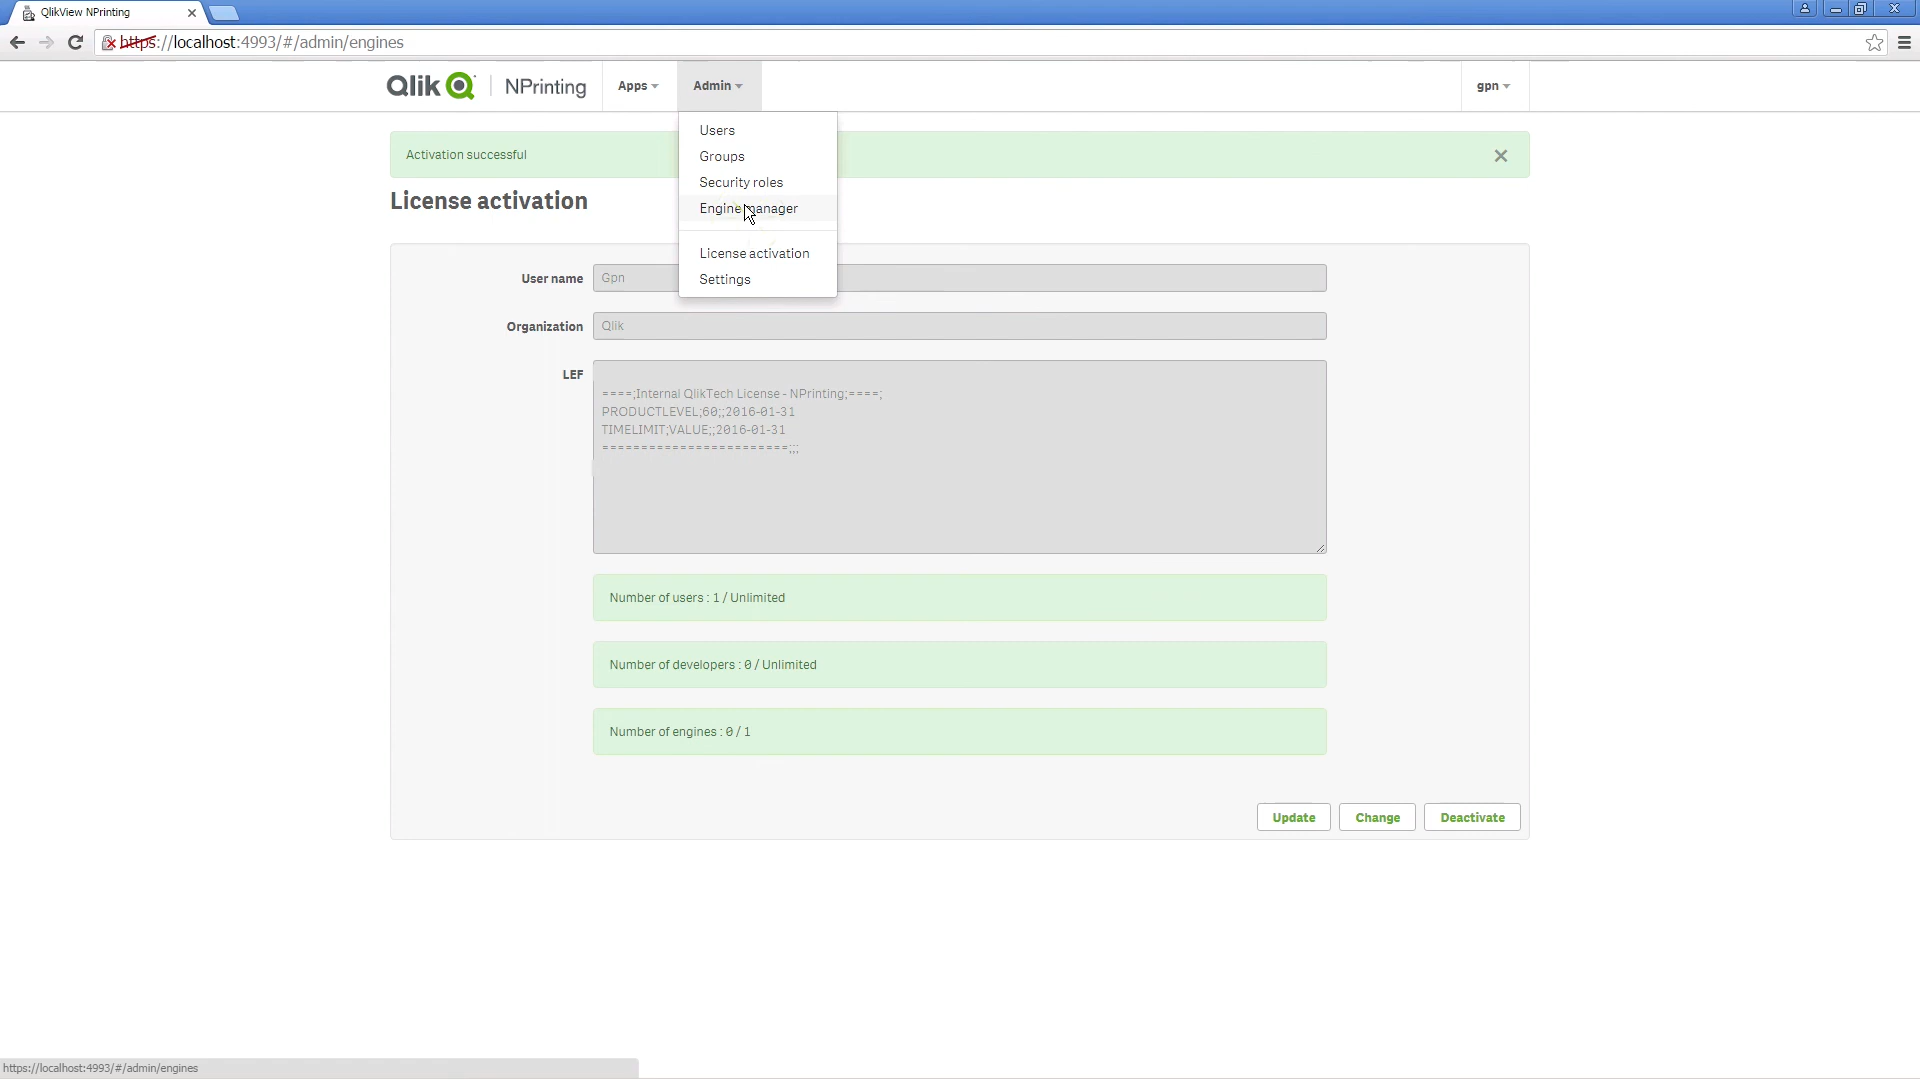 QlikView NPrinting
https://localhost:4993/#/admin/engines
Qlik NPrinting Apps Admin gpn
Users
Groups
Security roles
Engine manager
License activation
Settings
Activation successful
License activation
User name Gpn
Organization Qlik
LEF
====;Internal QlikTech License - NPrinting;====;
PRODUCTLEVEL;60;;2016-01-31
TIMELIMIT;VALUE;;2016-01-31
========================;;;
Number of users : 1 / Unlimited
Number of developers : 0 / Unlimited
Number of engines : 0 / 1
Update Change Deactivate
https://localhost:4993/#/admin/engines